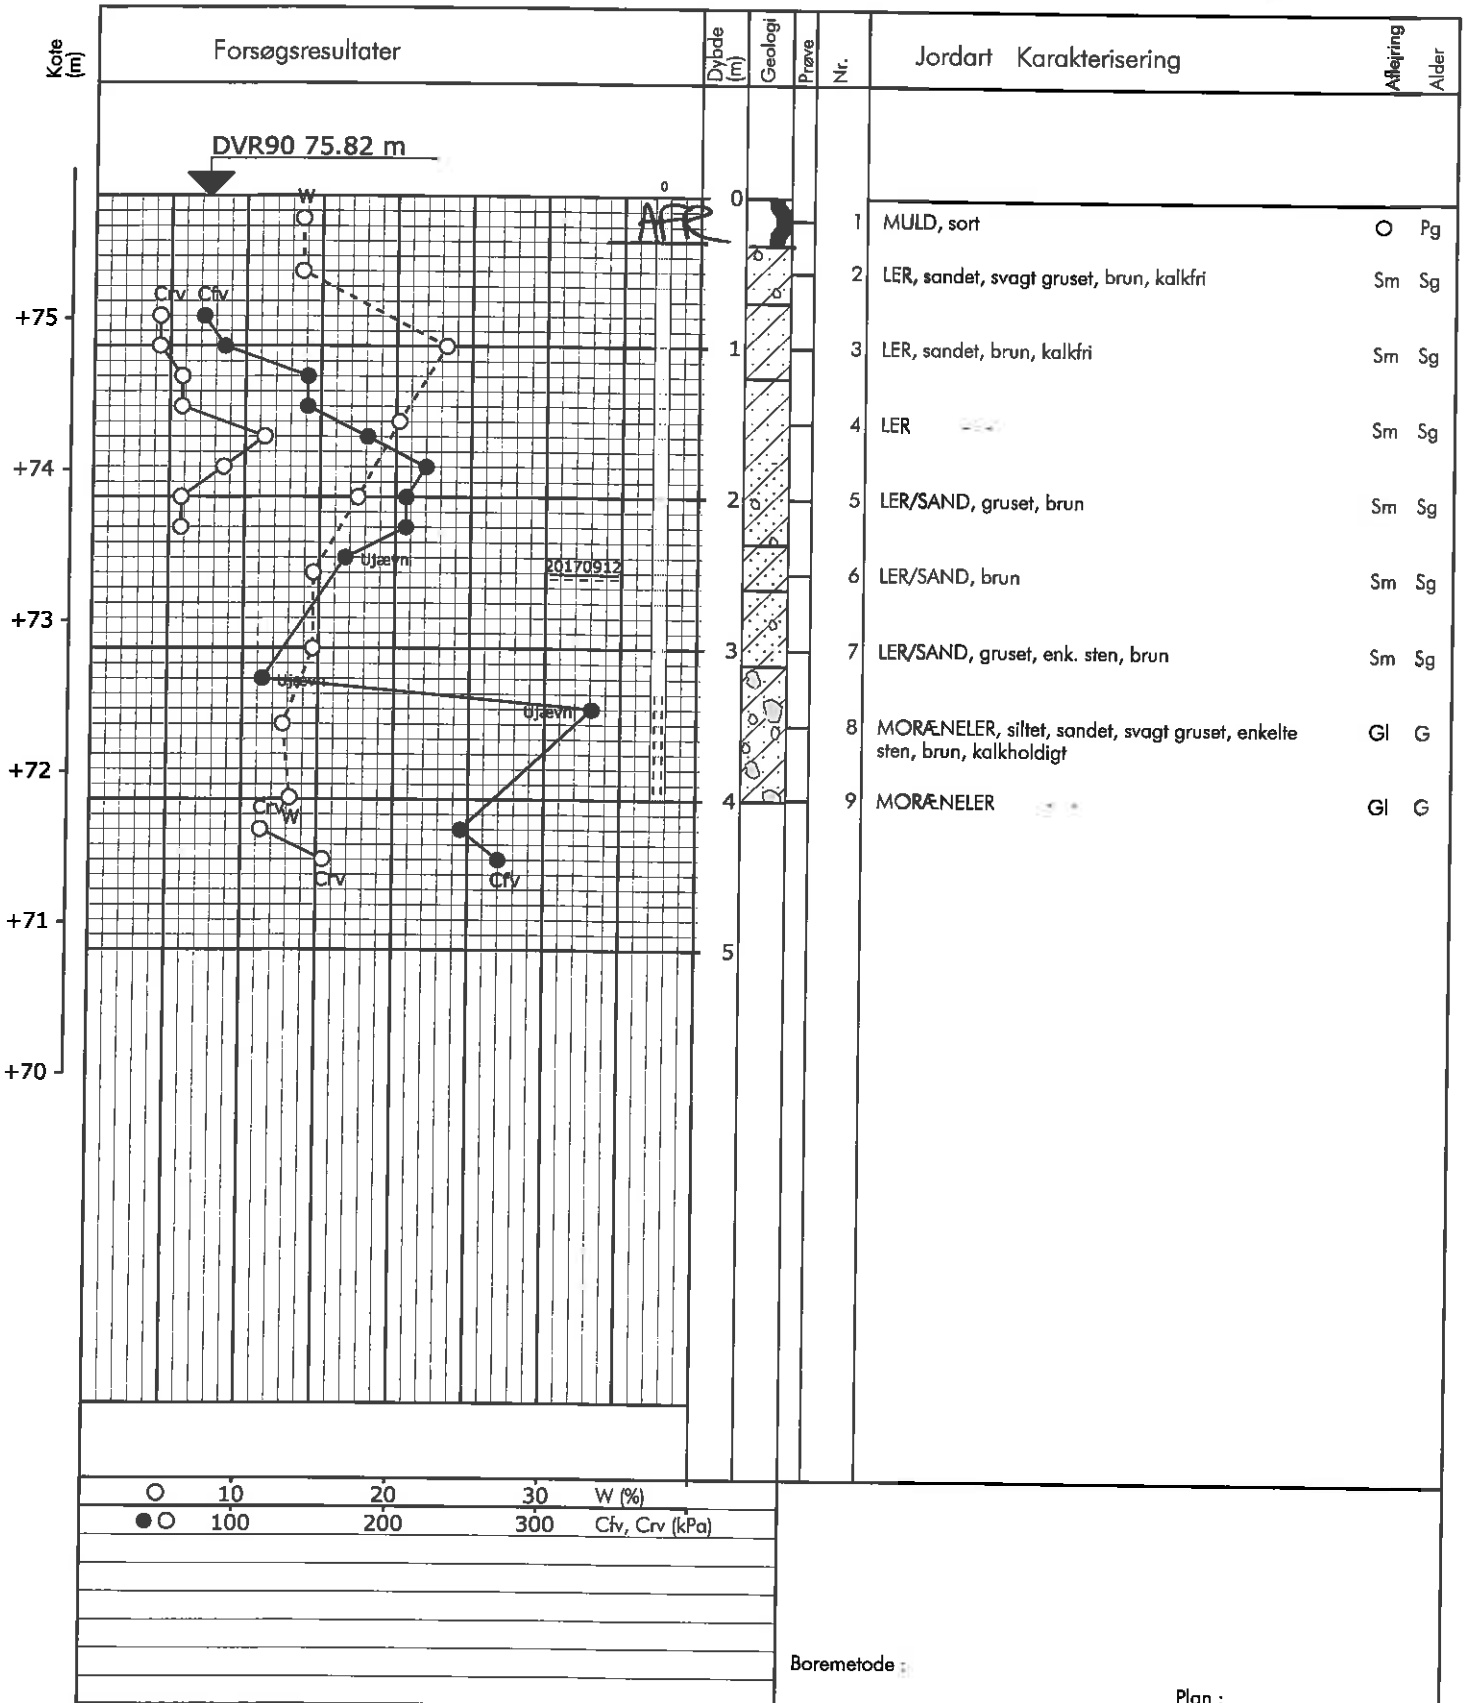 Kote (m)
Forsøgsresultater
Dybde (m)
Geologi
Prøve
Nr.
Jordart Karakterisering
Aflejring
Alder
DVR90 75.82 m
W
0
0
AFR
1 MULD, sort O Pg
2 LER, sandet, svagt gruset, brun, kalkfri Sm Sg
Crv Cfv
+75
1
3 LER, sandet, brun, kalkfri Sm Sg
4 LER Sm Sg
+74
2
5 LER/SAND, gruset, brun Sm Sg
Ujævn
20170912
6 LER/SAND, brun Sm Sg
+73
3
7 LER/SAND, gruset, enk. sten, brun Sm Sg
Ujævn
Ujævn
8 MORÆNELER, siltet, sandet, svagt gruset, enkelte Gl G
sten, brun, kalkholdigt
+72
Crv W
4
9 MORÆNELER Gl G
Crv
Cfv
+71
5
+70
10 20 30 W (%)
100 200 300 Cfv, Crv (kPa)
Boremetode :
Plan :